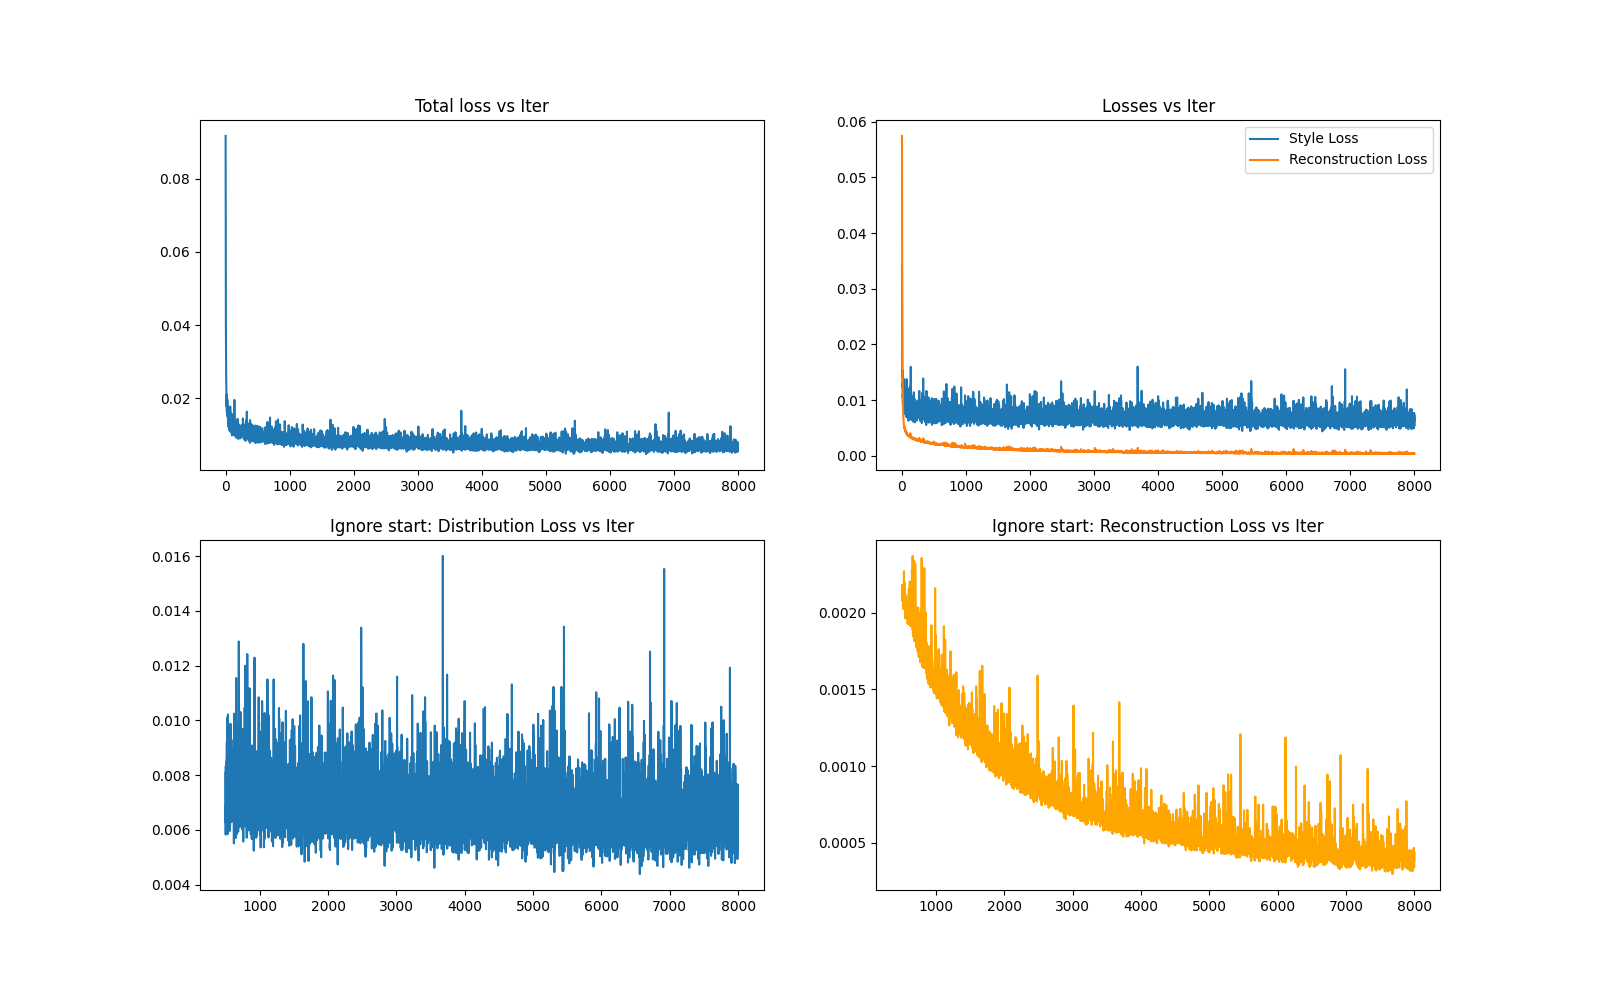 Total loss vs Iter
0.08
0.06
0.04
0.02
0 1000 2000 3000 4000 5000 6000 7000 8000
Losses vs Iter
0.06
0.05
0.04
0.03
0.02
0.01
0.00
Style Loss
Reconstruction Loss
0 1000 2000 3000 4000 5000 6000 7000 8000
Ignore start: Distribution Loss vs Iter
0.016
0.014
0.012
0.010
0.008
0.006
0.004
1000 2000 3000 4000 5000 6000 7000 8000
Ignore start: Reconstruction Loss vs Iter
0.0020
0.0015
0.0010
0.0005
1000 2000 3000 4000 5000 6000 7000 8000